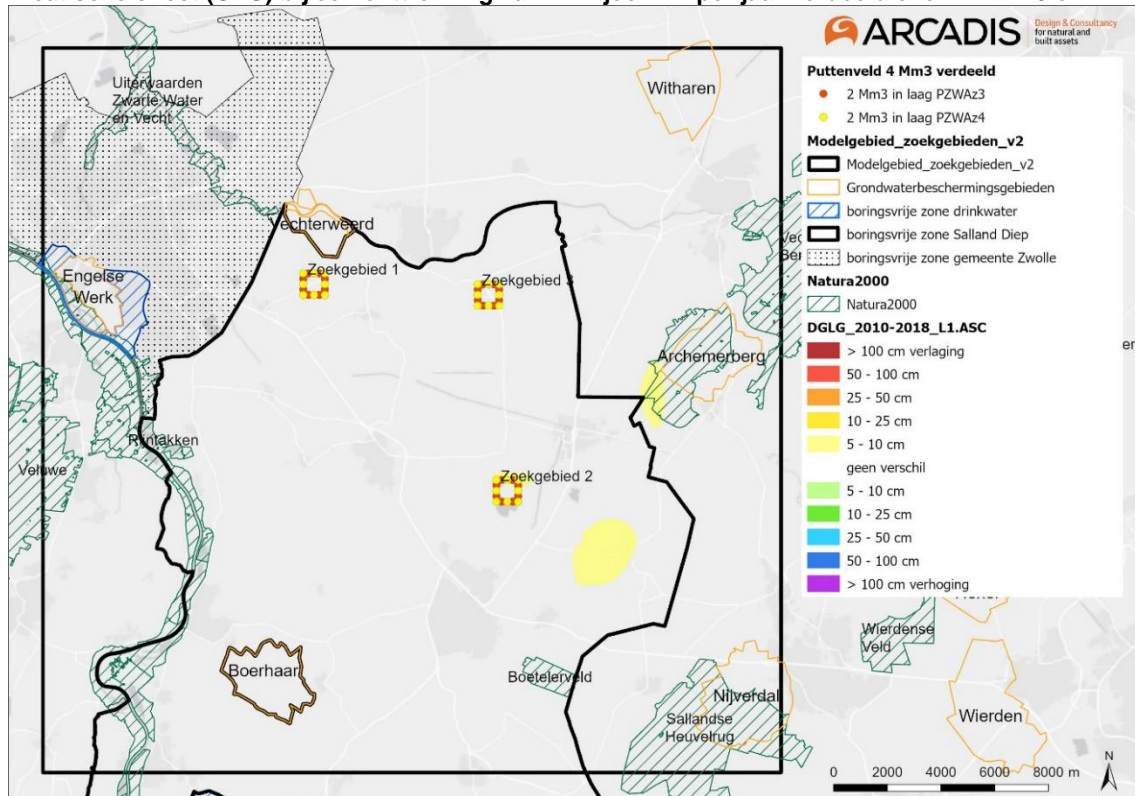 ARCADIS
Design & Consultancy
for natural and
built assets
Puttenveld 4 Mm3 verdeeld
2 Mm3 in laag PZWAz3
2 Mm3 in laag PZWAz4
Modelgebied_zoekgebieden_v2
Modelgebied_zoekgebieden_v2
Grondwaterbeschermingsgebieden
boringsvrije zone drinkwater
boringsvrije zone Salland Diep
boringsvrije zone gemeente Zwolle
Natura2000
Natura2000
DGLG_2010-2018_L1.ASC
> 100 cm verlaging
50 - 100 cm
25 - 50 cm
10 - 25 cm
5 - 10 cm
geen verschil
5 - 10 cm
10 - 25 cm
25 - 50 cm
50 - 100 cm
> 100 cm verhoging
Uiterwaarden
Zwarte Water
en Vecht
Witharen
Vechterweerd
Zoekgebied 1
Zoekgebied 3
Engelse
Werk
Archemerberg
Rijntakken
Veluwe
Zoekgebied 2
Boerhaar
Boetelerveld
Nijverdal
Sallandse
Heuvelrug
Wierdense
Veld
Wierden
0 2000 4000 6000 8000 m
N